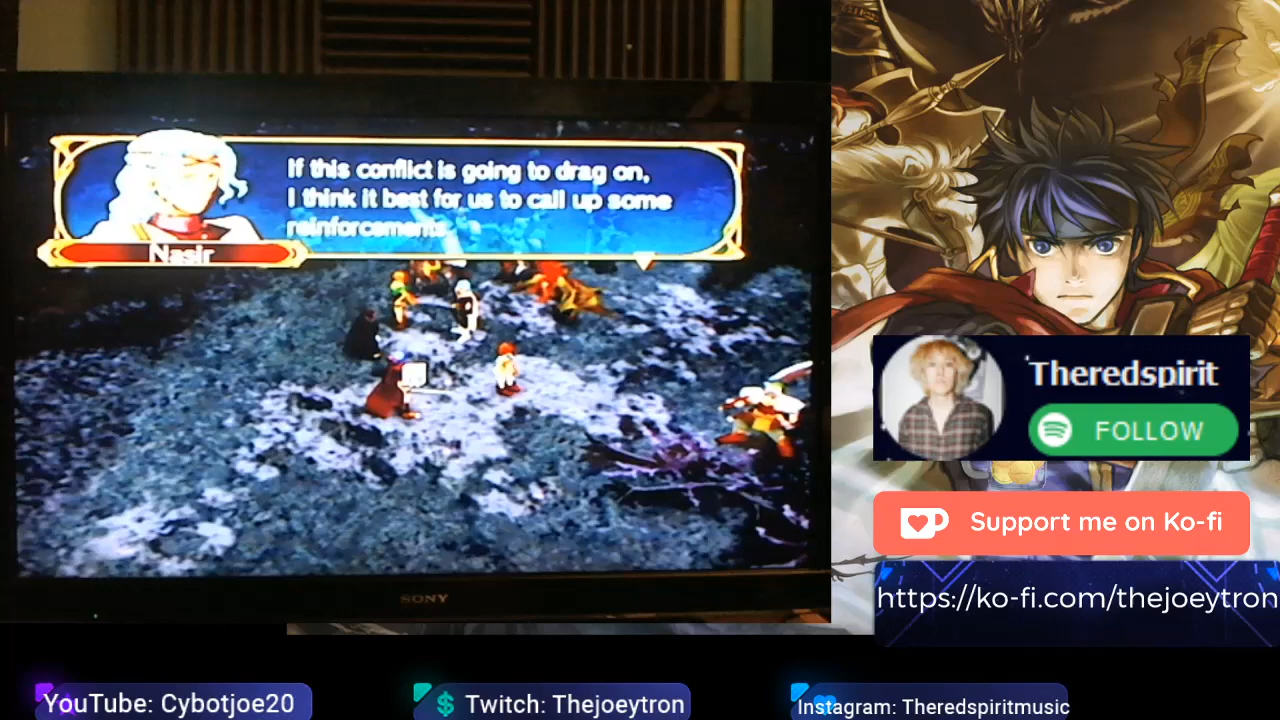 If this conflict is going to drag on,
I think it best for us to call up some
reinforcements.
Nasir
SONY
Theredspirit
FOLLOW
Support me on Ko-fi
https://ko-fi.com/thejoeytron
YouTube: Cybotjoe20
$ Twitch: Thejoeytron
Instagram: Theredspiritmusic